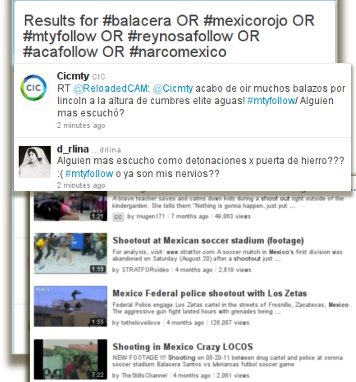 Results for #balacera OR #mexicorojo OR
#mtyfollow OR #reynosafollow OR
#acafollow OR #narcomexico
Cicmty CIC
CIC
RT @ReloadedCAM: @Cicmty acabo de oir muchos balazos por
lincoln a la altura de cumbres elite aguas! #mtyfollow/ Alguien
mas escuchó?
2 minutes ago
d_rlina ...dilina
Alguien mas escucho como detonaciones x puerta de hierro???
:( #mtyfollow o ya son mis nervios??
2 minutes ago
A brave teacher saves and calms down kids during a shoot out right outside of the
kindergarden. She tells them "Nothing is gonna happen, just put ...
1:21
CC by mugen171 | 7 months ago | 49,863 views
Shootout at Mexican soccer stadium (footage)
For analysis, visit: www.stratfor.com A soccer match in Mexico's first division was
abandoned on Saturday (August 20) after a shootout just ...
1:15
by STRATFORvideo | 4 months ago | 2,619 views
Mexico Federal police shootout with Los Zetas
Federal Police engage Los Zetas cartel in the streets of Fresnillo, Zacatecas, Mexico.
The aggressive gun fight lasted hours with grenades being ...
1:55
by tetheloveilove | 4 months ago | 126,087 views
Shooting in Mexico Crazy LOCOS
NEW FOOTAGE !!! Shooting on 08-20-11 between drug cartel and police at corona
soccer stadium Balacera Santos vs Monarcas futbol soccer game
1:22
by TheStillsChannel | 4 months ago | 2,061 views